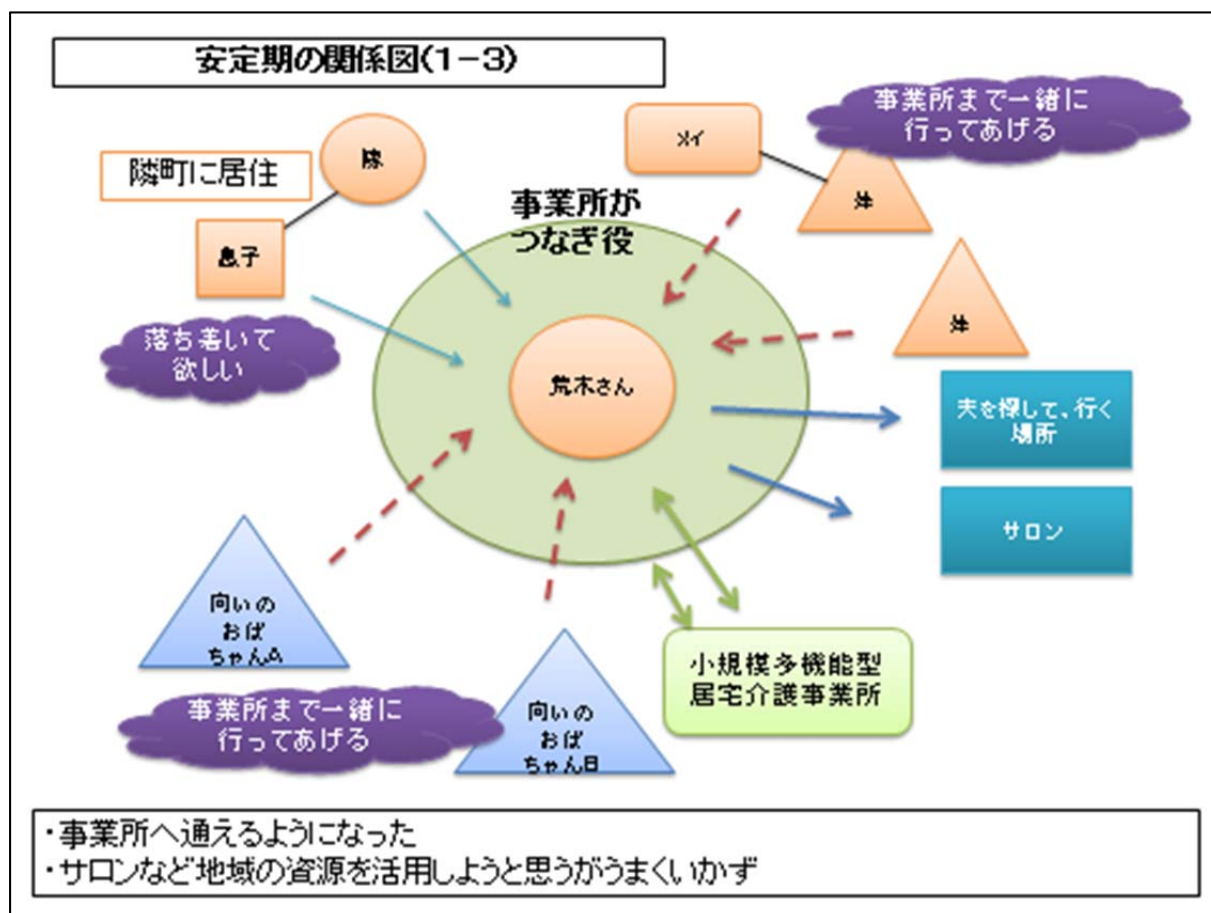 安定期の関係図(1-3)
事業所まで一緒に
行ってあげる
メイ
嫁
隣町に居住
事業所が
つなぎ役
息子
落ち着いて
欲しい
荒木さん
夫を探して、行く
場所
サロン
向いの
おば
ちゃんA
小規模多機能型
居宅介護事業所
事業所まで一緒に
行ってあげる
向いの
おば
ちゃんB
・事業所へ通えるようになった
・サロンなど地域の資源を活用しようと思うがうまくいかず